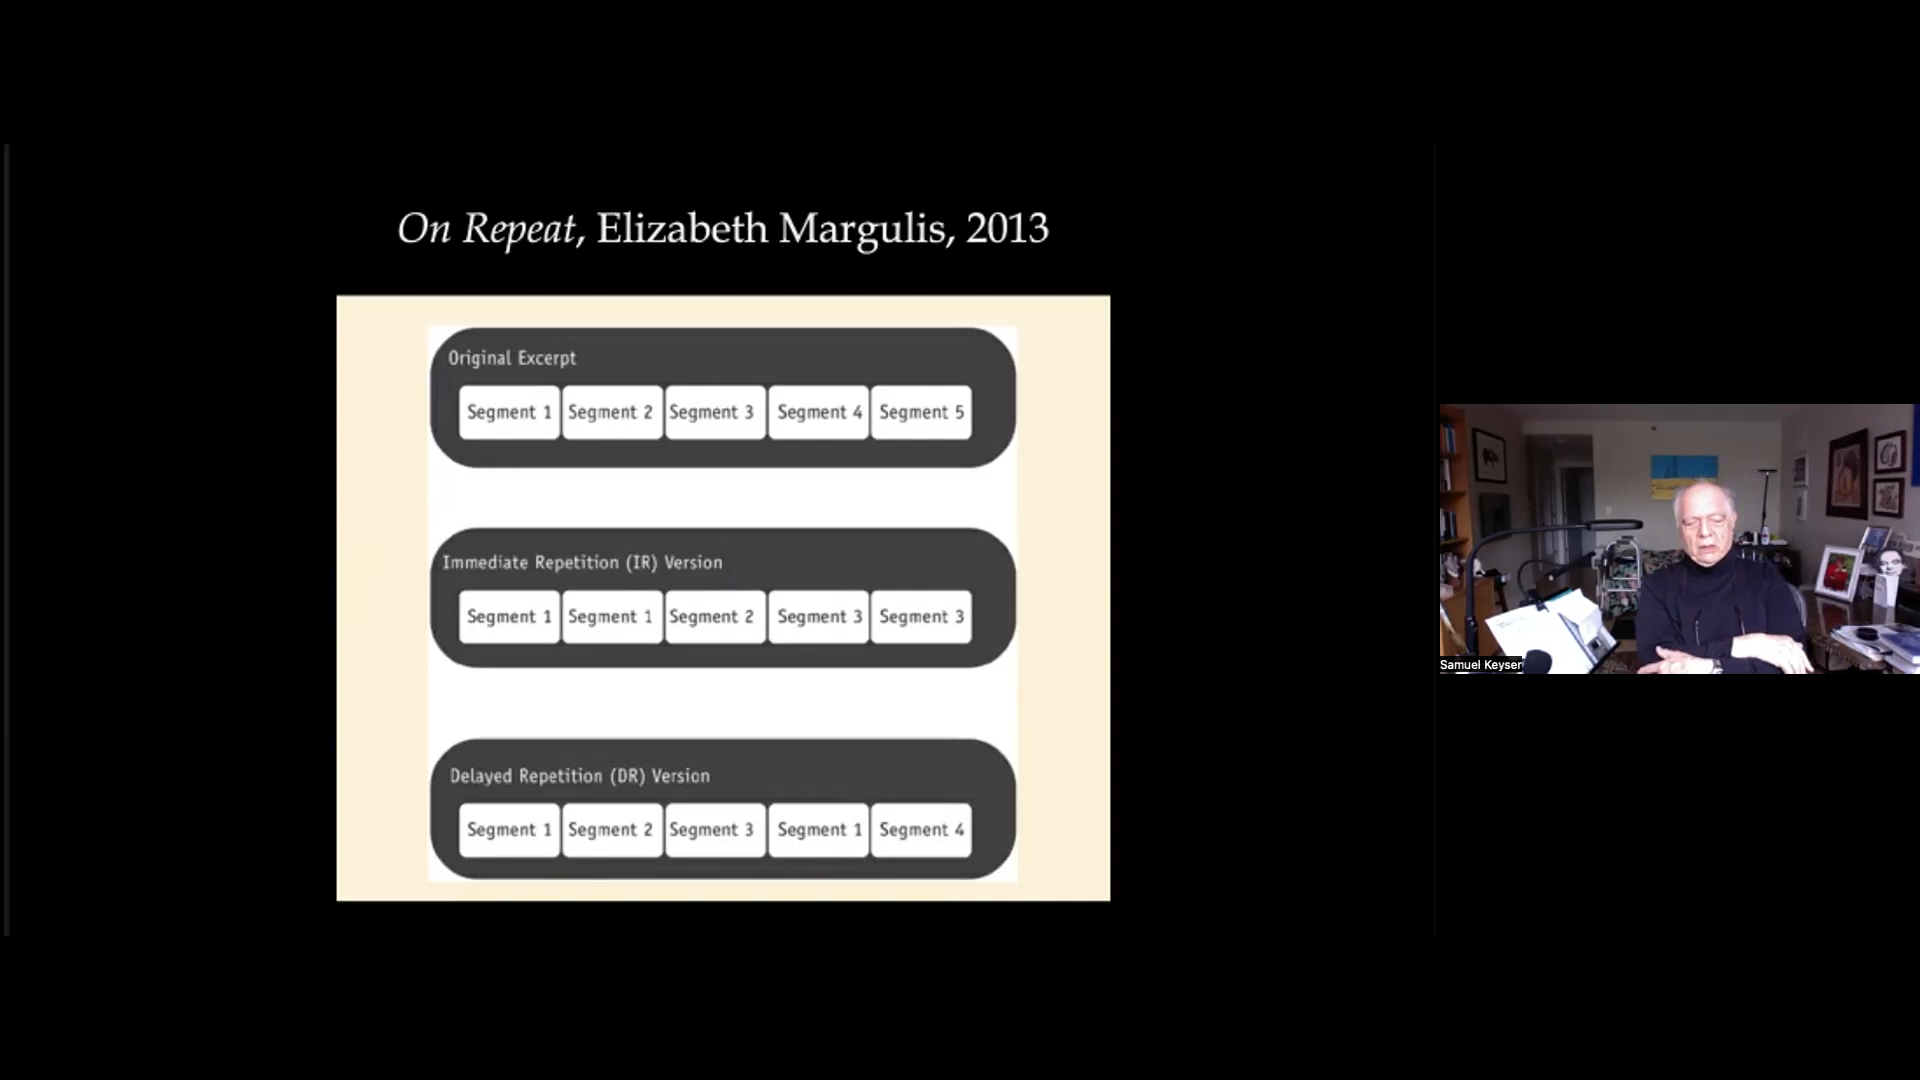 On Repeat, Elizabeth Margulis, 2013
Original Excerpt
Segment 1 Segment 2 Segment 3 Segment 4 Segment 5
Immediate Repetition (IR) Version
Segment 1 Segment 1 Segment 2 Segment 3 Segment 3
Delayed Repetition (DR) Version
Segment 1 Segment 2 Segment 3 Segment 1 Segment 4
Samuel Keyser